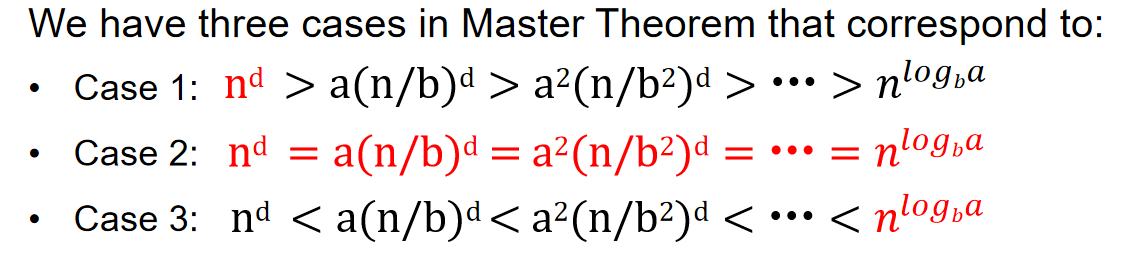 We have three cases in Master Theorem that correspond to:
• Case 1: nᵈ > a(n/b)ᵈ > a²(n/b²)ᵈ > ⋯ > n^{log_b a}
• Case 2: nᵈ = a(n/b)ᵈ = a²(n/b²)ᵈ = ⋯ = n^{log_b a}
• Case 3: nᵈ < a(n/b)ᵈ < a²(n/b²)ᵈ < ⋯ < n^{log_b a}